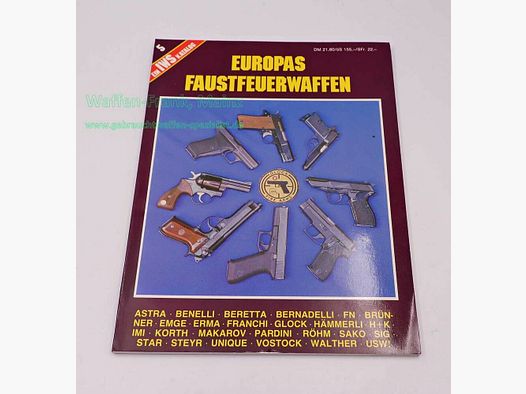 5
EIN IWS KATALOG
DM 21,80/öS 155,-/SFr. 22,-
EUROPAS
FAUSTFEUERWAFFEN
Waffen-Frank, Mainz
www.gebrauchtwaffen-spezialist.de
ASTRA · BENELLI · BERETTA · BERNADELLI · FN · BRÜN-
NER · EMGE · ERMA · FRANCHI · GLOCK · HÄMMERLI · H+K
IMI · KORTH · MAKAROV · PARDINI · RÖHM · SAKO · SIG
STAR · STEYR · UNIQUE · VOSTOCK · WALTHER · USW!